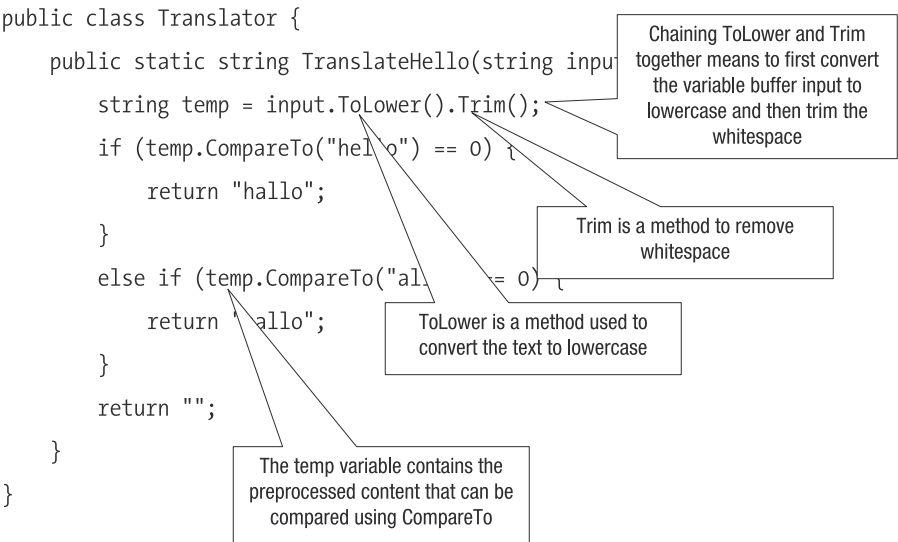 public class Translator {
public static string TranslateHello(string inpu
string temp = input.ToLower().Trim();
if (temp.CompareTo("hello") == 0) {
return "hallo";
}
else if (temp.CompareTo("al = 0) {
return " allo";
}
return "";
}
}
Chaining ToLower and Trim
together means to first convert
the variable buffer input to
lowercase and then trim the
whitespace
Trim is a method to remove
whitespace
ToLower is a method used to
convert the text to lowercase
The temp variable contains the
preprocessed content that can be
compared using CompareTo